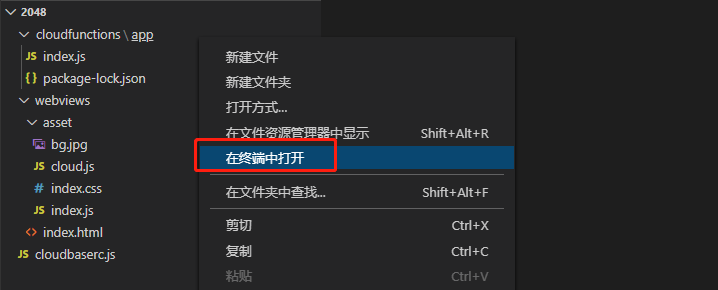 2048
cloudfunctions \ app
JS index.js
{} package-lock.json
webviews
asset
bg.jpg
JS cloud.js
# index.css
JS index.js
<> index.html
JS cloudbaserc.js
新建文件
新建文件夹
打开方式...
在文件资源管理器中显示 Shift+Alt+R
在终端中打开
在文件夹中查找... Shift+Alt+F
剪切 Ctrl+X
复制 Ctrl+C
粘贴 Ctrl+V